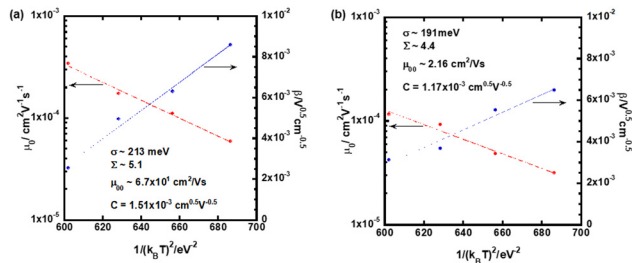 (a)
1x10⁻³
1x10⁻⁴
1x10⁻⁵
μ₀/ cm²V⁻¹s⁻¹
σ ~ 213 meV
Σ ~ 5.1
μ₀₀ ~ 6.7x10¹ cm²/Vs
C = 1.51x10⁻³ cm⁰·⁵V⁻⁰·⁵
1x10⁻²
8x10⁻³
6x10⁻³
4x10⁻³
2x10⁻³
0
β/V⁰·⁵cm⁻⁰·⁵
600 620 640 660 680 700
1/(k_BT)²/eV⁻²
(b)
1x10⁻³
1x10⁻⁴
1x10⁻⁵
μ₀/ cm²V⁻¹s⁻¹
σ ~ 191meV
Σ ~ 4.4
μ₀₀ ~ 2.16 cm²/Vs
C = 1.17x10⁻³ cm⁰·⁵V⁻⁰·⁵
1x10⁻²
8x10⁻³
6x10⁻³
4x10⁻³
2x10⁻³
0
β/V⁰·⁵cm⁻⁰·⁵
600 620 640 660 680 700
1/(k_BT)²/eV⁻²